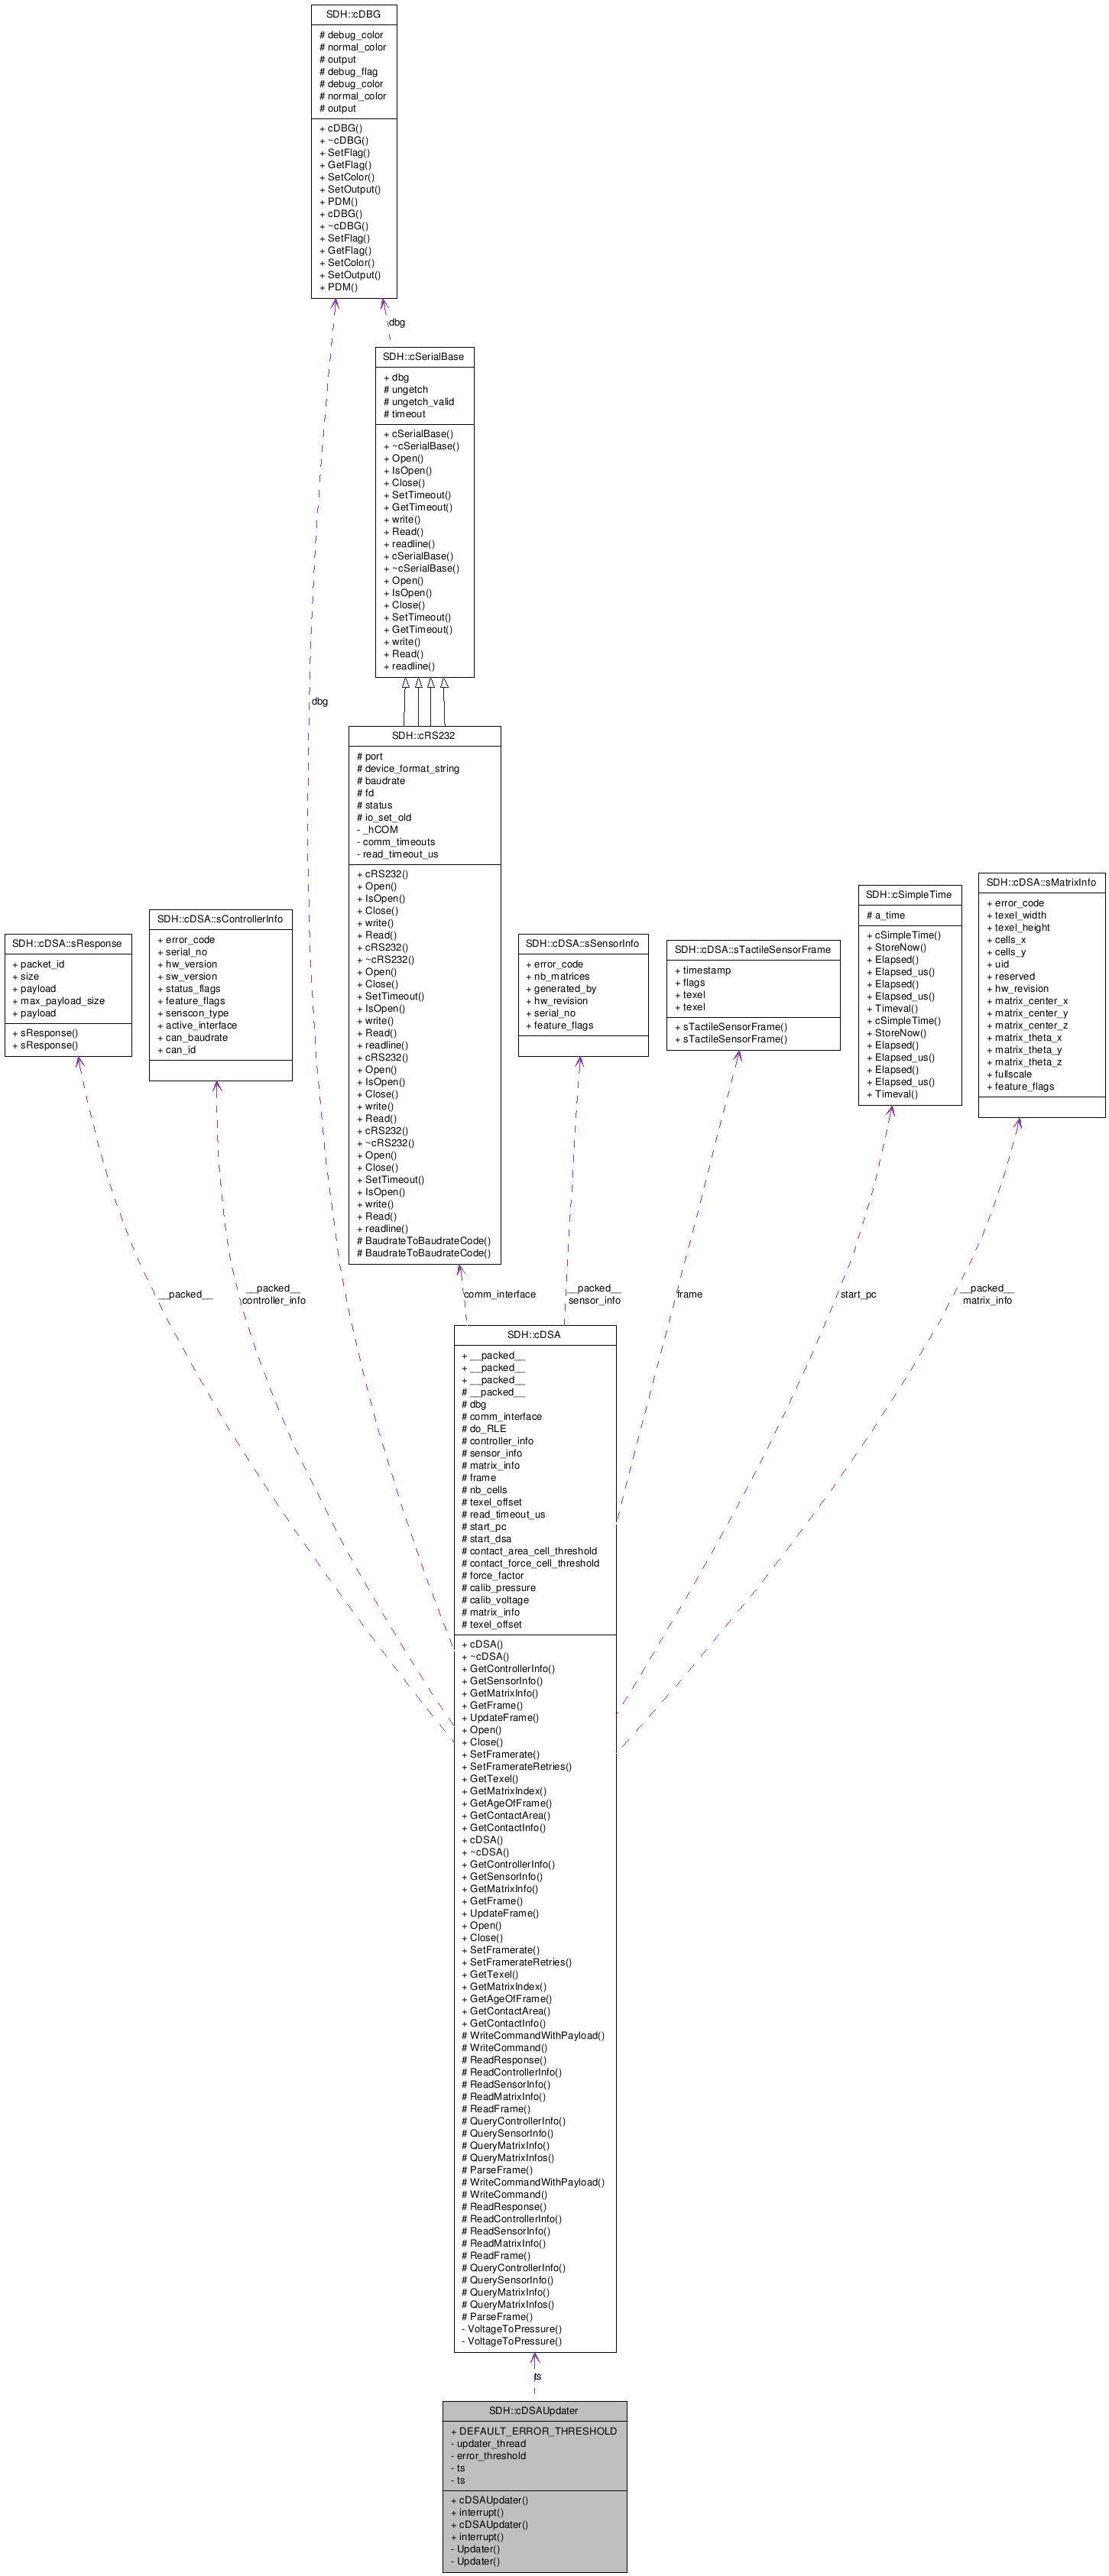 SDH::cDBG
# debug_color
# normal_color
# output
# debug_flag
# debug_color
# normal_color
# output
+ cDBG()
+ ~cDBG()
+ SetFlag()
+ GetFlag()
+ SetColor()
+ SetOutput()
+ PDM()
+ cDBG()
+ ~cDBG()
+ SetFlag()
+ GetFlag()
+ SetColor()
+ SetOutput()
+ PDM()
dbg
SDH::cSerialBase
+ dbg
# ungetch
# ungetch_valid
# timeout
+ cSerialBase()
+ ~cSerialBase()
+ Open()
+ IsOpen()
+ Close()
+ SetTimeout()
+ GetTimeout()
+ write()
+ Read()
+ readline()
+ cSerialBase()
+ ~cSerialBase()
+ Open()
+ IsOpen()
+ Close()
+ SetTimeout()
+ GetTimeout()
+ write()
+ Read()
+ readline()
dbg
SDH::cRS232
# port
# device_format_string
# baudrate
# fd
# status
# io_set_old
- _hCOM
- comm_timeouts
- read_timeout_us
+ cRS232()
+ Open()
+ IsOpen()
+ Close()
+ write()
+ Read()
+ cRS232()
+ ~cRS232()
+ Open()
+ Close()
+ SetTimeout()
+ IsOpen()
+ write()
+ Read()
+ readline()
+ cRS232()
+ Open()
+ IsOpen()
+ Close()
+ write()
+ Read()
+ cRS232()
+ ~cRS232()
+ Open()
+ Close()
+ SetTimeout()
+ IsOpen()
+ write()
+ Read()
+ readline()
# BaudrateToBaudrateCode()
# BaudrateToBaudrateCode()
SDH::cDSA::sResponse
+ packet_id
+ size
+ payload
+ max_payload_size
+ payload
+ sResponse()
+ sResponse()
SDH::cDSA::sControllerInfo
+ error_code
+ serial_no
+ hw_version
+ sw_version
+ status_flags
+ feature_flags
+ senscon_type
+ active_interface
+ can_baudrate
+ can_id
SDH::cDSA::sSensorInfo
+ error_code
+ nb_matrices
+ generated_by
+ hw_revision
+ serial_no
+ feature_flags
SDH::cDSA::sTactileSensorFrame
+ timestamp
+ flags
+ texel
+ texel
+ sTactileSensorFrame()
+ sTactileSensorFrame()
SDH::cSimpleTime
# a_time
+ cSimpleTime()
+ StoreNow()
+ Elapsed()
+ Elapsed_us()
+ Elapsed()
+ Elapsed_us()
+ Timeval()
+ cSimpleTime()
+ StoreNow()
+ Elapsed()
+ Elapsed_us()
+ Elapsed()
+ Elapsed_us()
+ Timeval()
SDH::cDSA::sMatrixInfo
+ error_code
+ texel_width
+ texel_height
+ cells_x
+ cells_y
+ uid
+ reserved
+ hw_revision
+ matrix_center_x
+ matrix_center_y
+ matrix_center_z
+ matrix_theta_x
+ matrix_theta_y
+ matrix_theta_z
+ fullscale
+ feature_flags
__packed__
__packed__
controller_info
comm_interface
__packed__
sensor_info
frame
start_pc
__packed__
matrix_info
SDH::cDSA
+ __packed__
+ __packed__
+ __packed__
# __packed__
# dbg
# comm_interface
# do_RLE
# controller_info
# sensor_info
# matrix_info
# frame
# nb_cells
# texel_offset
# read_timeout_us
# start_pc
# start_dsa
# contact_area_cell_threshold
# contact_force_cell_threshold
# force_factor
# calib_pressure
# calib_voltage
# matrix_info
# texel_offset
+ cDSA()
+ ~cDSA()
+ GetControllerInfo()
+ GetSensorInfo()
+ GetMatrixInfo()
+ GetFrame()
+ UpdateFrame()
+ Open()
+ Close()
+ SetFramerate()
+ SetFramerateRetries()
+ GetTexel()
+ GetMatrixIndex()
+ GetAgeOfFrame()
+ GetContactArea()
+ GetContactInfo()
+ cDSA()
+ ~cDSA()
+ GetControllerInfo()
+ GetSensorInfo()
+ GetMatrixInfo()
+ GetFrame()
+ UpdateFrame()
+ Open()
+ Close()
+ SetFramerate()
+ SetFramerateRetries()
+ GetTexel()
+ GetMatrixIndex()
+ GetAgeOfFrame()
+ GetContactArea()
+ GetContactInfo()
# WriteCommandWithPayload()
# WriteCommand()
# ReadResponse()
# ReadControllerInfo()
# ReadSensorInfo()
# ReadMatrixInfo()
# ReadFrame()
# QueryControllerInfo()
# QuerySensorInfo()
# QueryMatrixInfo()
# QueryMatrixInfos()
# ParseFrame()
# WriteCommandWithPayload()
# WriteCommand()
# ReadResponse()
# ReadControllerInfo()
# ReadSensorInfo()
# ReadMatrixInfo()
# ReadFrame()
# QueryControllerInfo()
# QuerySensorInfo()
# QueryMatrixInfo()
# QueryMatrixInfos()
# ParseFrame()
- VoltageToPressure()
- VoltageToPressure()
ts
SDH::cDSAUpdater
+ DEFAULT_ERROR_THRESHOLD
- updater_thread
- error_threshold
- ts
- ts
+ cDSAUpdater()
+ interrupt()
+ cDSAUpdater()
+ interrupt()
- Updater()
- Updater()